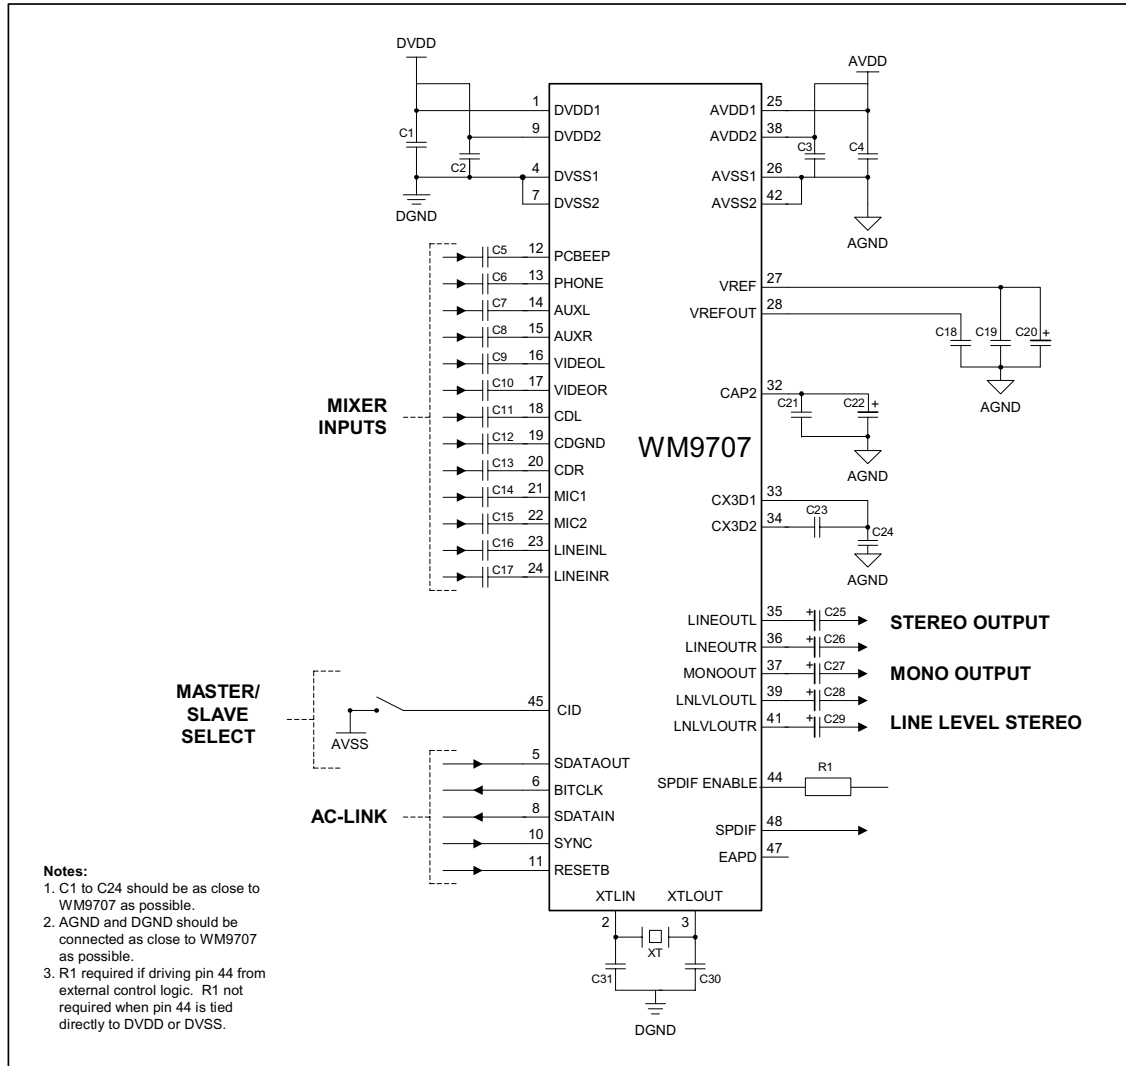 DVDD
AVDD
1
DVDD1
AVDD1
25
9
DVDD2
AVDD2
38
C1
C2
C3
C4
4
DVSS1
AVSS1
26
7
DVSS2
AVSS2
42
DGND
AGND
C5
12
PCBEEP
C6
13
PHONE
C7
14
AUXL
C8
15
AUXR
C9
16
VIDEOL
C10
17
VIDEOR
C11
18
CDL
C12
19
CDGND
C13
20
CDR
C14
21
MIC1
C15
22
MIC2
C16
23
LINEINL
C17
24
LINEINR
MIXER
INPUTS
WM9707
VREF
27
VREFOUT
28
C18
C19
C20
+
AGND
CAP2
32
C21
C22
+
AGND
CX3D1
33
CX3D2
34
C23
C24
AGND
LINEOUTL
35
+
C25
STEREO OUTPUT
LINEOUTR
36
+
C26
MONOOUT
37
+
C27
MONO OUTPUT
LNLVLOUTL
39
+
C28
LNLVLOUTR
41
+
C29
LINE LEVEL STEREO
MASTER/
SLAVE
SELECT
AVSS
45
CID
AC-LINK
5
SDATAOUT
6
BITCLK
8
SDATAIN
10
SYNC
11
RESETB
SPDIF ENABLE
44
R1
SPDIF
48
EAPD
47
XTLIN
XTLOUT
2
3
XT
C31
C30
DGND
Notes:
1. C1 to C24 should be as close to
WM9707 as possible.
2. AGND and DGND should be
connected as close to WM9707
as possible.
3. R1 required if driving pin 44 from
external control logic. R1 not
required when pin 44 is tied
directly to DVDD or DVSS.